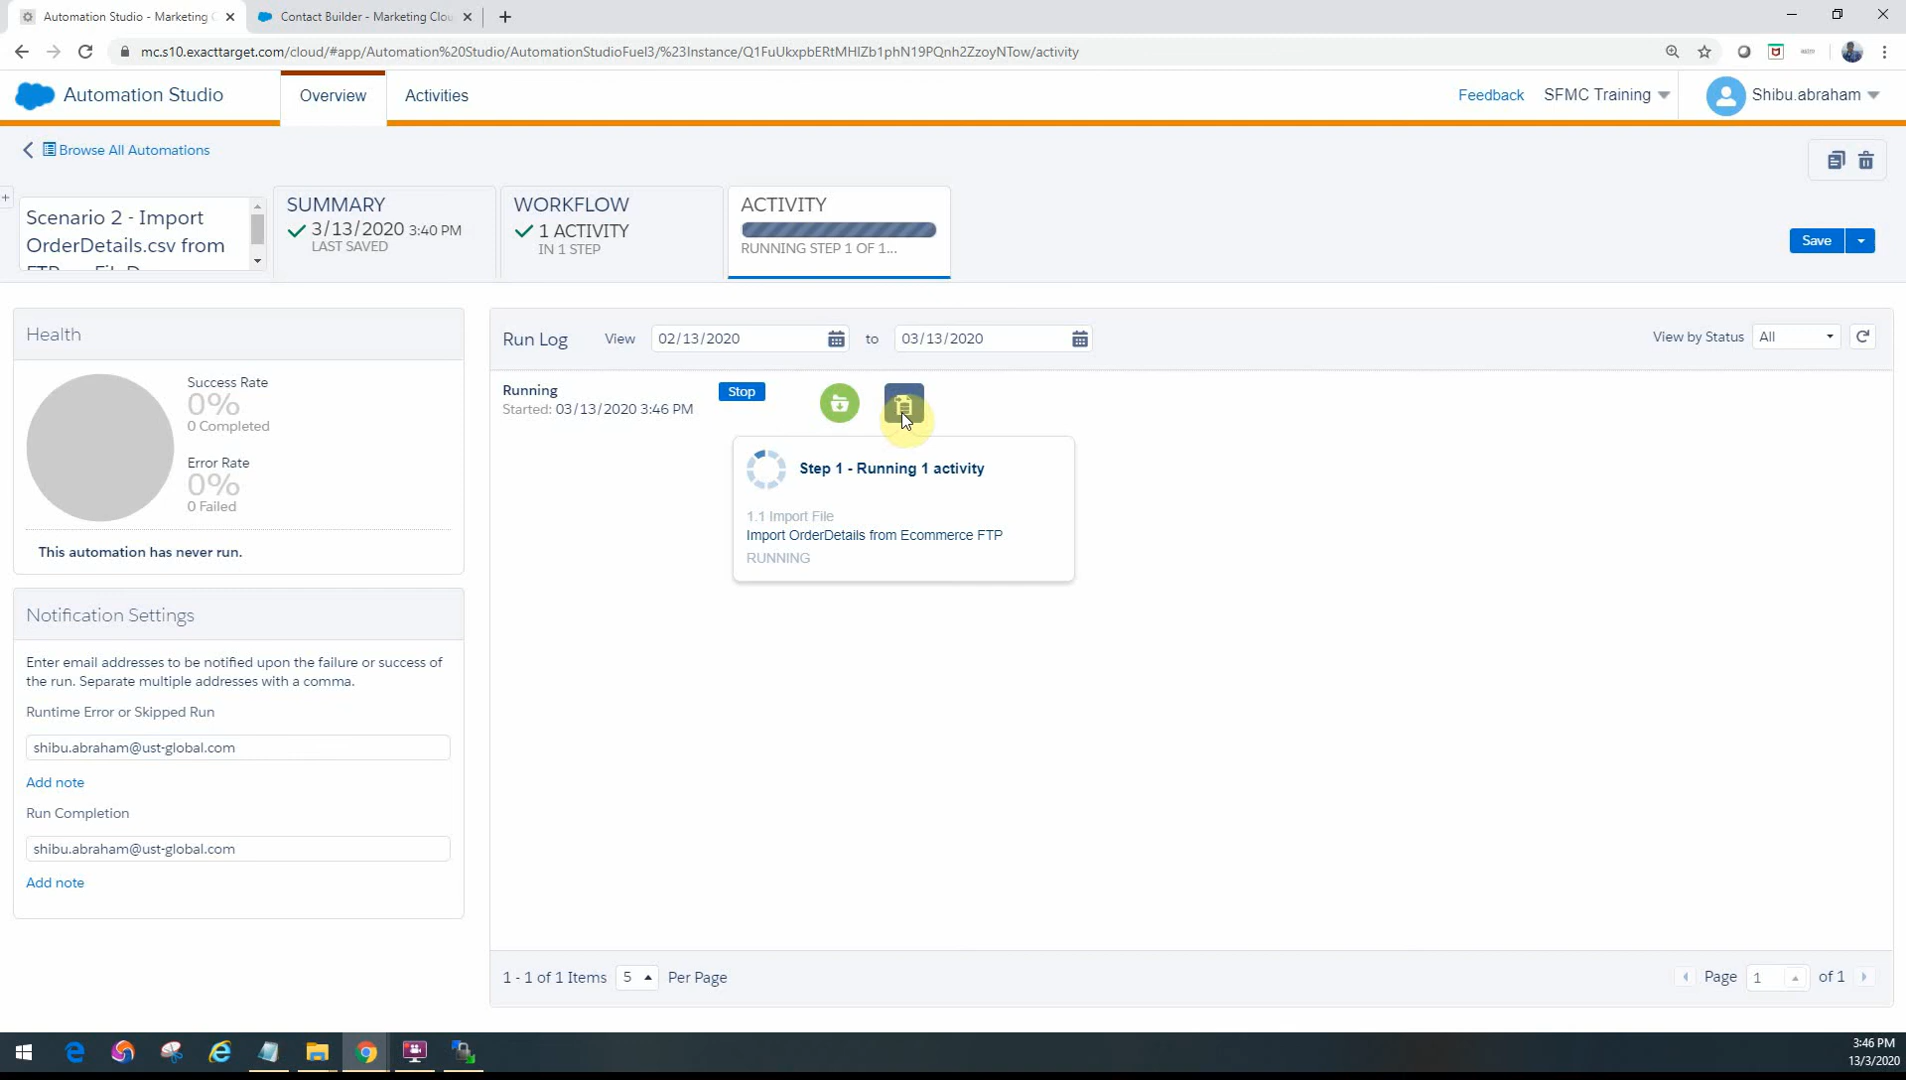 Automation Studio - Marketing C
Contact Builder - Marketing Clou
mc.s10.exacttarget.com/cloud/#app/Automation%20Studio/AutomationStudioFuel3/%23Instance/Q1FuUkxpbERtMHlZb1phN19PQnh2ZzoyNTow/activity
Automation Studio
Overview
Activities
Feedback
SFMC Training
Shibu.abraham
Browse All Automations
Scenario 2 - Import
OrderDetails.csv from
SUMMARY
3/13/2020 3:40 PM
LAST SAVED
WORKFLOW
1 ACTIVITY
IN 1 STEP
ACTIVITY
RUNNING STEP 1 OF 1...
Save
Health
Success Rate
0%
0 Completed
Error Rate
0%
0 Failed
This automation has never run.
Notification Settings
Enter email addresses to be notified upon the failure or success of
the run. Separate multiple addresses with a comma.
Runtime Error or Skipped Run
shibu.abraham@ust-global.com
Add note
Run Completion
shibu.abraham@ust-global.com
Add note
Run Log
View
02/13/2020
to
03/13/2020
View by Status
All
Running
Started: 03/13/2020 3:46 PM
Stop
Step 1 - Running 1 activity
1.1 Import File
Import OrderDetails from Ecommerce FTP
RUNNING
1 - 1 of 1 Items
5
Per Page
Page
1
of 1
3:46 PM
13/3/2020